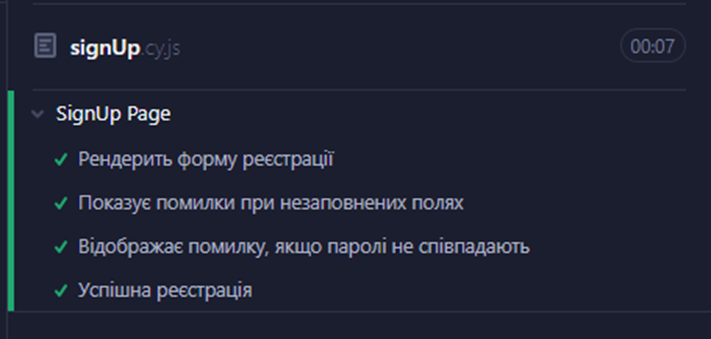 signUp.cy.js
00:07
SignUp Page
Рендерить форму реєстрації
Показує помилки при незаповнених полях
Відображає помилку, якщо паролі не співпадають
Успішна реєстрація